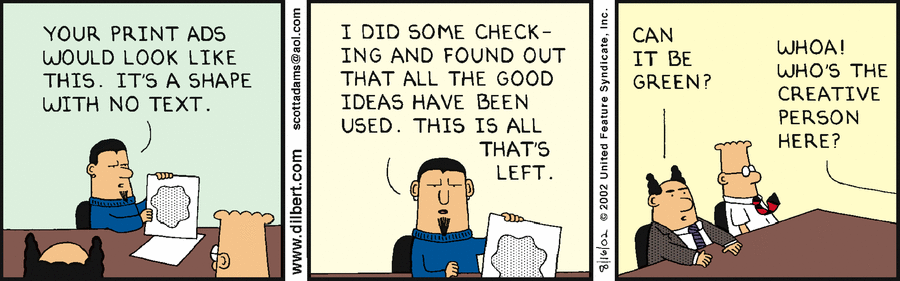 YOUR PRINT ADS
WOULD LOOK LIKE
THIS. IT'S A SHAPE
WITH NO TEXT.
www.dilbert.com scottadams@aol.com
I DID SOME CHECK-
ING AND FOUND OUT
THAT ALL THE GOOD
IDEAS HAVE BEEN
USED. THIS IS ALL
THAT'S
LEFT.
8/16/02 © 2002 United Feature Syndicate, Inc.
CAN
IT BE
GREEN?
WHOA!
WHO'S THE
CREATIVE
PERSON
HERE?